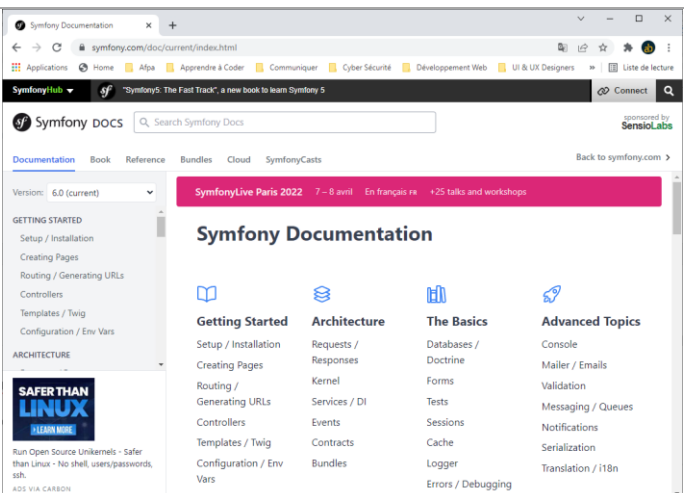 Symfony Documentation
symfony.com/doc/current/index.html
Applications Home Afpa Apprendre à Coder Communiquer Cyber Sécurité Développement Web UI & UX Designers » Liste de lecture
SymfonyHub "Symfony5: The Fast Track", a new book to learn Symfony 5 Connect
Symfony DOCS Search Symfony Docs sponsored by
SensioLabs
Documentation Book Reference Bundles Cloud SymfonyCasts Back to symfony.com
Version: 6.0 (current)
SymfonyLive Paris 2022 7 – 8 avril En français FR +25 talks and workshops
GETTING STARTED
Setup / Installation
Creating Pages
Routing / Generating URLs
Controllers
Templates / Twig
Configuration / Env Vars
ARCHITECTURE
SAFER THAN
LINUX
LEARN MORE
Run Open Source Unikernels - Safer
than Linux - No shell, users/passwords,
ssh.
ADS VIA CARBON
Symfony Documentation
Getting Started
Setup / Installation
Creating Pages
Routing /
Generating URLs
Controllers
Templates / Twig
Configuration / Env
Vars
Architecture
Requests /
Responses
Kernel
Services / DI
Events
Contracts
Bundles
The Basics
Databases /
Doctrine
Forms
Tests
Sessions
Cache
Logger
Errors / Debugging
Advanced Topics
Console
Mailer / Emails
Validation
Messaging / Queues
Notifications
Serialization
Translation / i18n